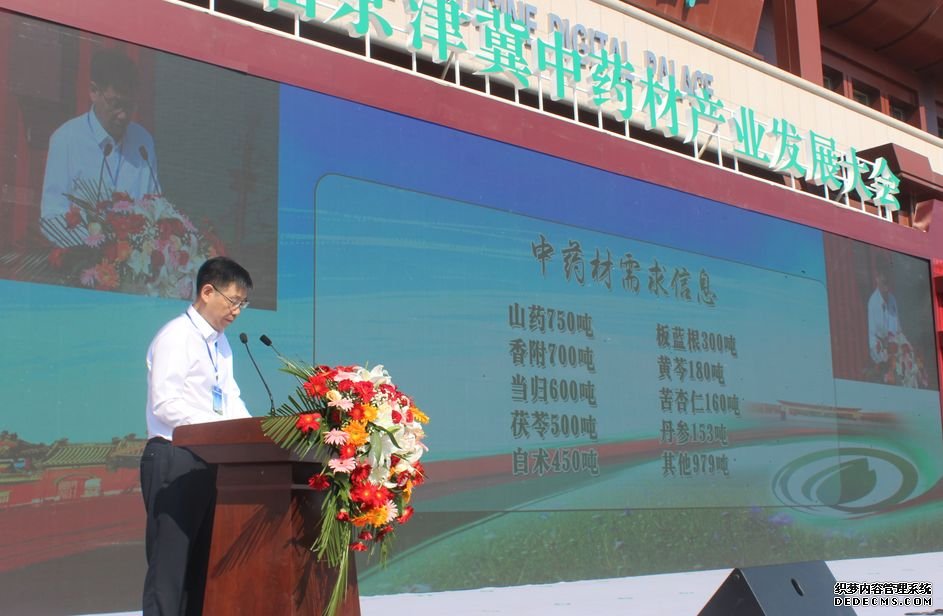 CHINE DIGITAL PALACE
京津冀中药材产业发展大会
中药材需求信息
山药750吨
香附700吨
当归600吨
茯苓500吨
白术450吨
板蓝根300吨
黄芩180吨
苦杏仁160吨
丹参153吨
其他979吨
织梦内容管理系统
DEDECMS.COM